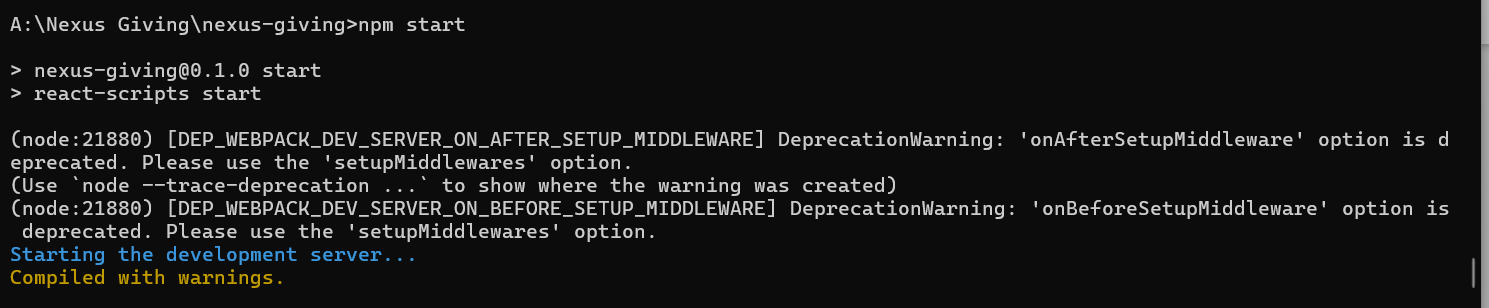 A:\Nexus Giving\nexus-giving>npm start
> nexus-giving@0.1.0 start
> react-scripts start
(node:21880) [DEP_WEBPACK_DEV_SERVER_ON_AFTER_SETUP_MIDDLEWARE] DeprecationWarning: 'onAfterSetupMiddleware' option is d
eprecated. Please use the 'setupMiddlewares' option.
(Use `node --trace-deprecation ...` to show where the warning was created)
(node:21880) [DEP_WEBPACK_DEV_SERVER_ON_BEFORE_SETUP_MIDDLEWARE] DeprecationWarning: 'onBeforeSetupMiddleware' option is
 deprecated. Please use the 'setupMiddlewares' option.
Starting the development server...
Compiled with warnings.